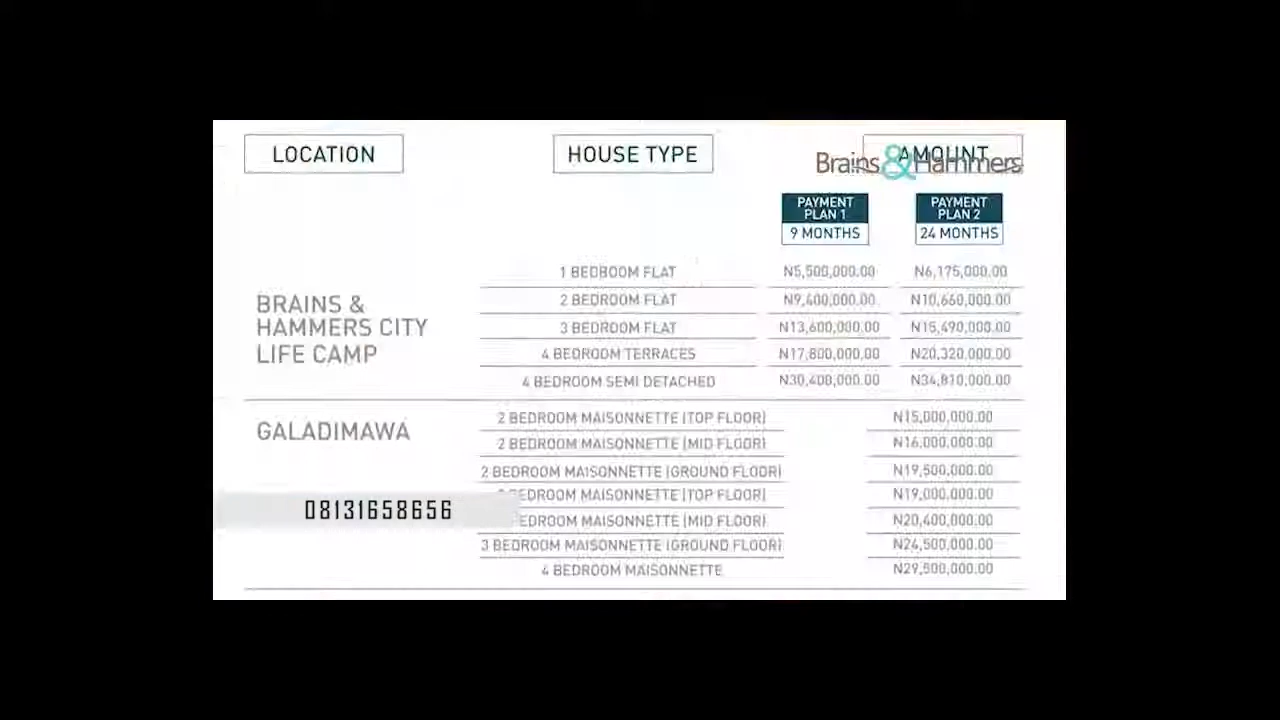 LOCATION HOUSE TYPE AMOUNT
Brains & Hammers
PAYMENT PLAN 1 PAYMENT PLAN 2
9 MONTHS 24 MONTHS
BRAINS &
HAMMERS CITY
LIFE CAMP
1 BEDROOM FLAT N5,500,000.00 N6,175,000.00
2 BEDROOM FLAT N9,400,000.00 N10,660,000.00
3 BEDROOM FLAT N13,600,000.00 N15,490,000.00
4 BEDROOM TERRACES N17,800,000.00 N20,320,000.00
4 BEDROOM SEMI DETACHED N30,400,000.00 N34,810,000.00
GALADIMAWA
2 BEDROOM MAISONNETTE (TOP FLOOR) N15,000,000.00
2 BEDROOM MAISONNETTE (MID FLOOR) N16,000,000.00
2 BEDROOM MAISONNETTE (GROUND FLOOR) N19,500,000.00
BEDROOM MAISONNETTE (TOP FLOOR) N19,000,000.00
08131658656
BEDROOM MAISONNETTE (MID FLOOR) N20,400,000.00
3 BEDROOM MAISONNETTE (GROUND FLOOR) N24,500,000.00
4 BEDROOM MAISONNETTE N29,500,000.00